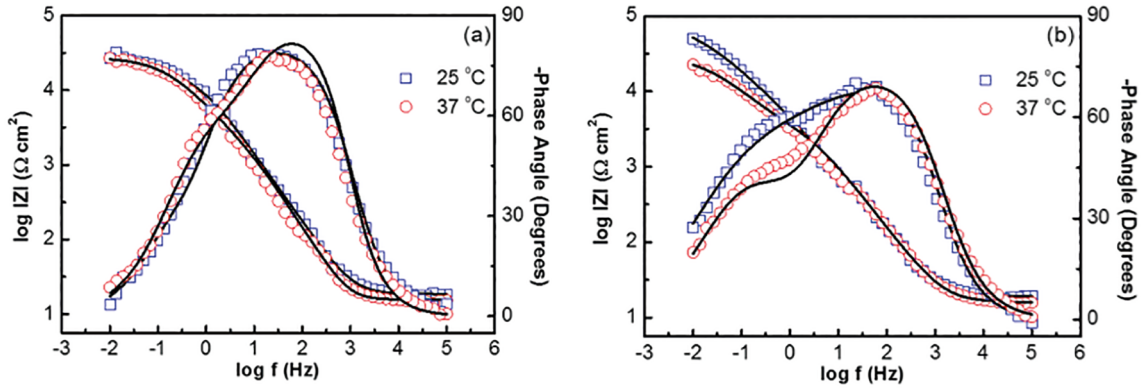 5
4
3
2
1
log |Z| (Ω cm²)
-3 -2 -1 0 1 2 3 4 5 6
log f (Hz)
90
60
30
0
-Phase Angle (Degrees)
(a)
25 °C
37 °C
5
4
3
2
1
log |Z| (Ω cm²)
-3 -2 -1 0 1 2 3 4 5 6
log f (Hz)
90
60
30
0
-Phase Angle (Degrees)
(b)
25 °C
37 °C